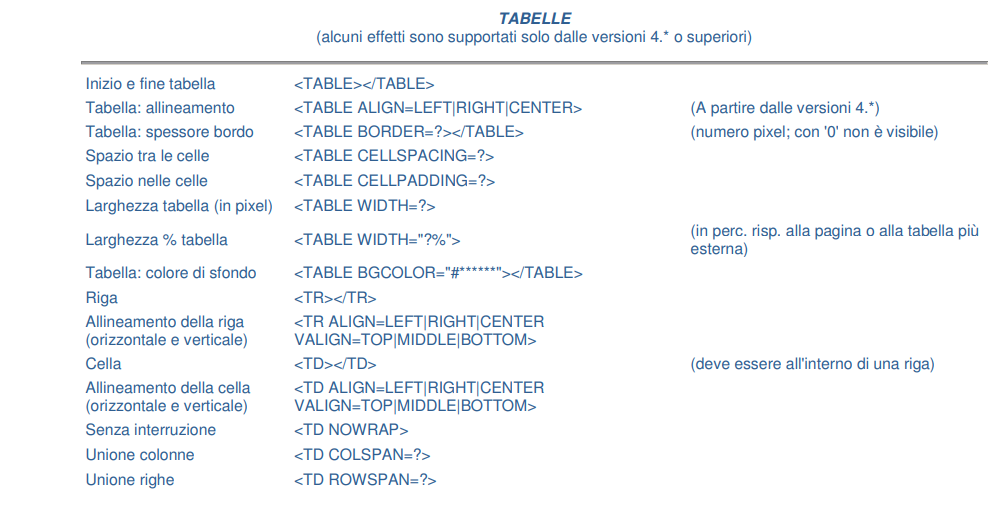 TABELLE
(alcuni effetti sono supportati solo dalle versioni 4.* o superiori)
Inizio e fine tabella <TABLE></TABLE>
Tabella: allineamento <TABLE ALIGN=LEFT|RIGHT|CENTER> (A partire dalle versioni 4.*)
Tabella: spessore bordo <TABLE BORDER=?></TABLE> (numero pixel; con '0' non è visibile)
Spazio tra le celle <TABLE CELLSPACING=?>
Spazio nelle celle <TABLE CELLPADDING=?>
Larghezza tabella (in pixel) <TABLE WIDTH=?>
Larghezza % tabella <TABLE WIDTH="?%"> (in perc. risp. alla pagina o alla tabella più
esterna)
Tabella: colore di sfondo <TABLE BGCOLOR="#******"></TABLE>
Riga <TR></TR>
Allineamento della riga <TR ALIGN=LEFT|RIGHT|CENTER
(orizzontale e verticale) VALIGN=TOP|MIDDLE|BOTTOM>
Cella <TD></TD> (deve essere all'interno di una riga)
Allineamento della cella <TD ALIGN=LEFT|RIGHT|CENTER
(orizzontale e verticale) VALIGN=TOP|MIDDLE|BOTTOM>
Senza interruzione <TD NOWRAP>
Unione colonne <TD COLSPAN=?>
Unione righe <TD ROWSPAN=?>